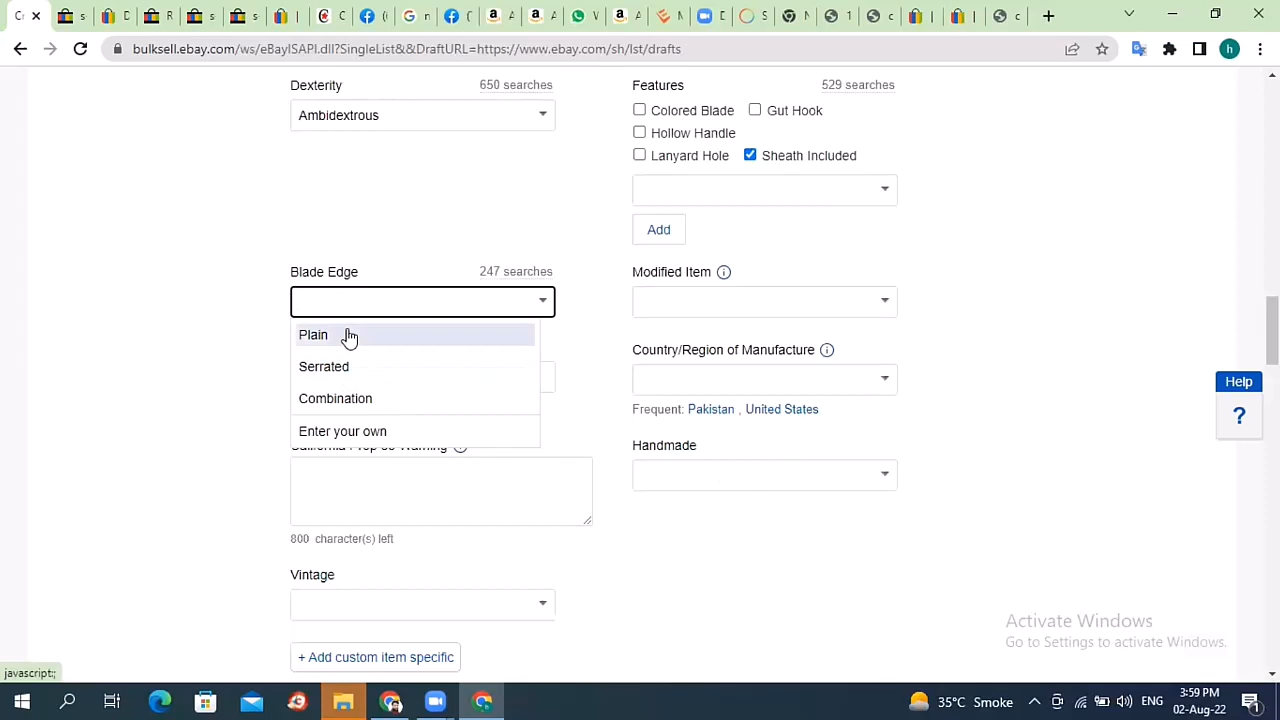 bulksell.ebay.com/ws/eBayISAPI.dll?SingleList&&DraftURL=https://www.ebay.com/sh/lst/drafts
Dexterity 650 searches
Features 529 searches
Ambidextrous
Colored Blade Gut Hook
Hollow Handle
Lanyard Hole Sheath Included
Add
Blade Edge 247 searches
Modified Item
Plain
Serrated
Combination
Enter your own
Country/Region of Manufacture
Frequent: Pakistan , United States
Handmade
800 character(s) left
Vintage
+ Add custom item specific
Help
?
Activate Windows
Go to Settings to activate Windows.
javascript:;
35°C Smoke
ENG
3:59 PM
02-Aug-22